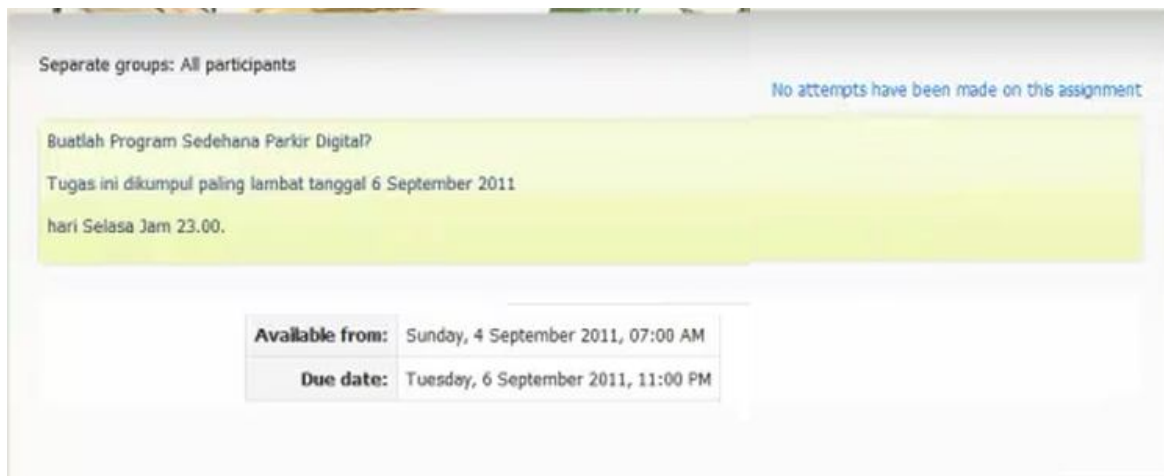 Separate groups: All participants
No attempts have been made on this assignment
Buatlah Program Sedehana Parkir Digital?
Tugas ini dikumpul paling lambat tanggal 6 September 2011
hari Selasa Jam 23.00.
Available from: Sunday, 4 September 2011, 07:00 AM
Due date: Tuesday, 6 September 2011, 11:00 PM